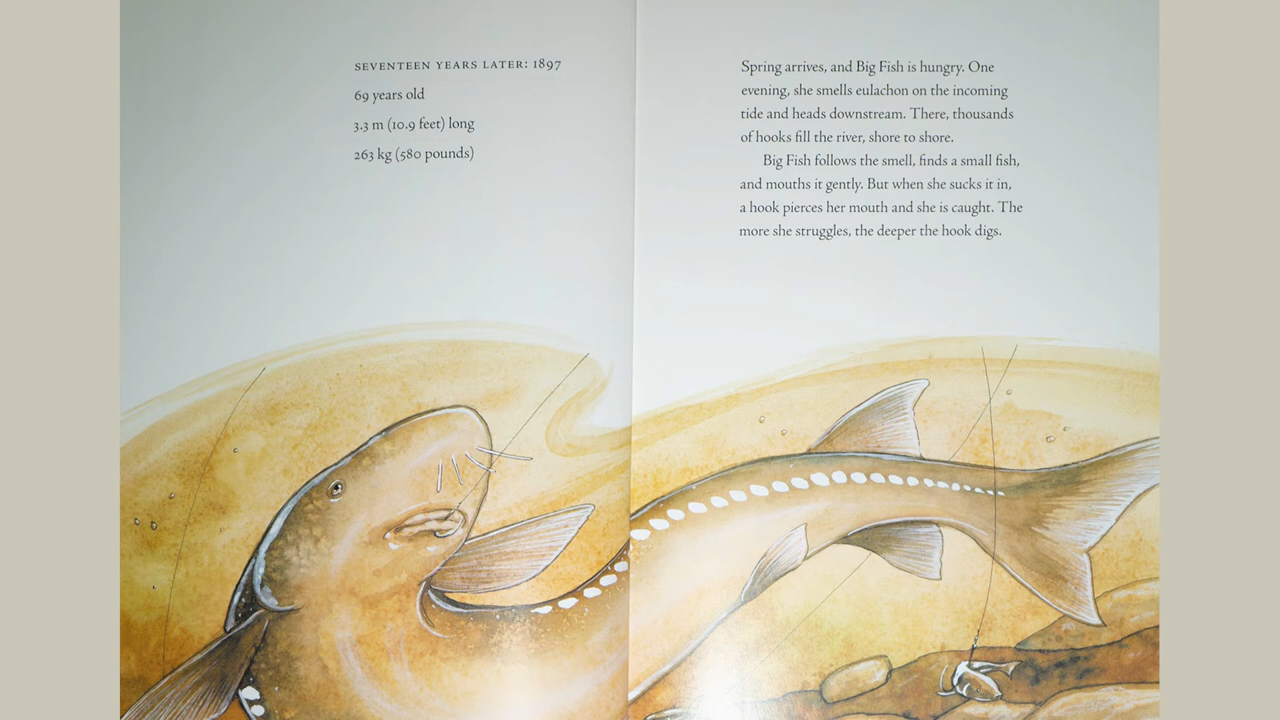 SEVENTEEN YEARS LATER: 1897
69 years old
3.3 m (10.9 feet) long
263 kg (580 pounds)
Spring arrives, and Big Fish is hungry. One
evening, she smells eulachon on the incoming
tide and heads downstream. There, thousands
of hooks fill the river, shore to shore.
Big Fish follows the smell, finds a small fish,
and mouths it gently. But when she sucks it in,
a hook pierces her mouth and she is caught. The
more she struggles, the deeper the hook digs.